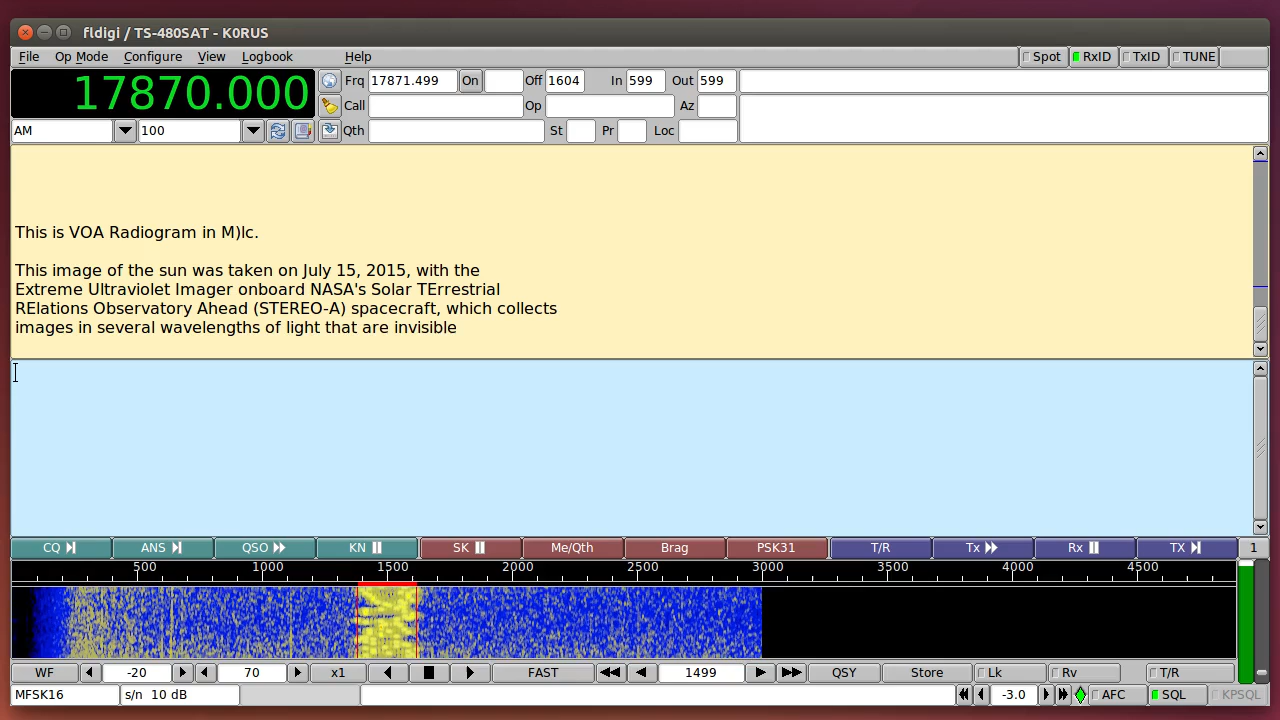 fldigi / TS-480SAT - K0RUS
File Op Mode Configure View Logbook Help Spot RxID TxID TUNE
17870.000
Frq 17871.499 On Off 1604 In 599 Out 599
Call Op Az
AM 100 Qth St Pr Loc
This is VOA Radiogram in M)lc.
This image of the sun was taken on July 15, 2015, with the
Extreme Ultraviolet Imager onboard NASA's Solar TErrestrial
RElations Observatory Ahead (STEREO-A) spacecraft, which collects
images in several wavelengths of light that are invisible
CQ ANS QSO KN SK Me/Qth Brag PSK31 T/R Tx Rx TX 1
500 1000 1500 2000 2500 3000 3500 4000 4500
WF -20 70 x1 FAST 1499 QSY Store Lk Rv T/R
MFSK16 s/n 10 dB -3.0 AFC SQL KPSQL